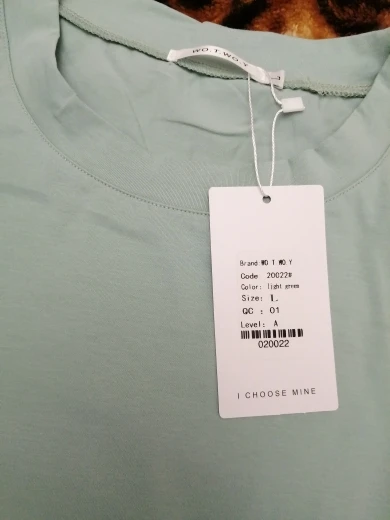 WO.T.WO.Y
L
Brand:WO T WO Y
Code 20022#
Color: light green
Size: L
QC : 01
Level: A
020022
I CHOOSE MINE